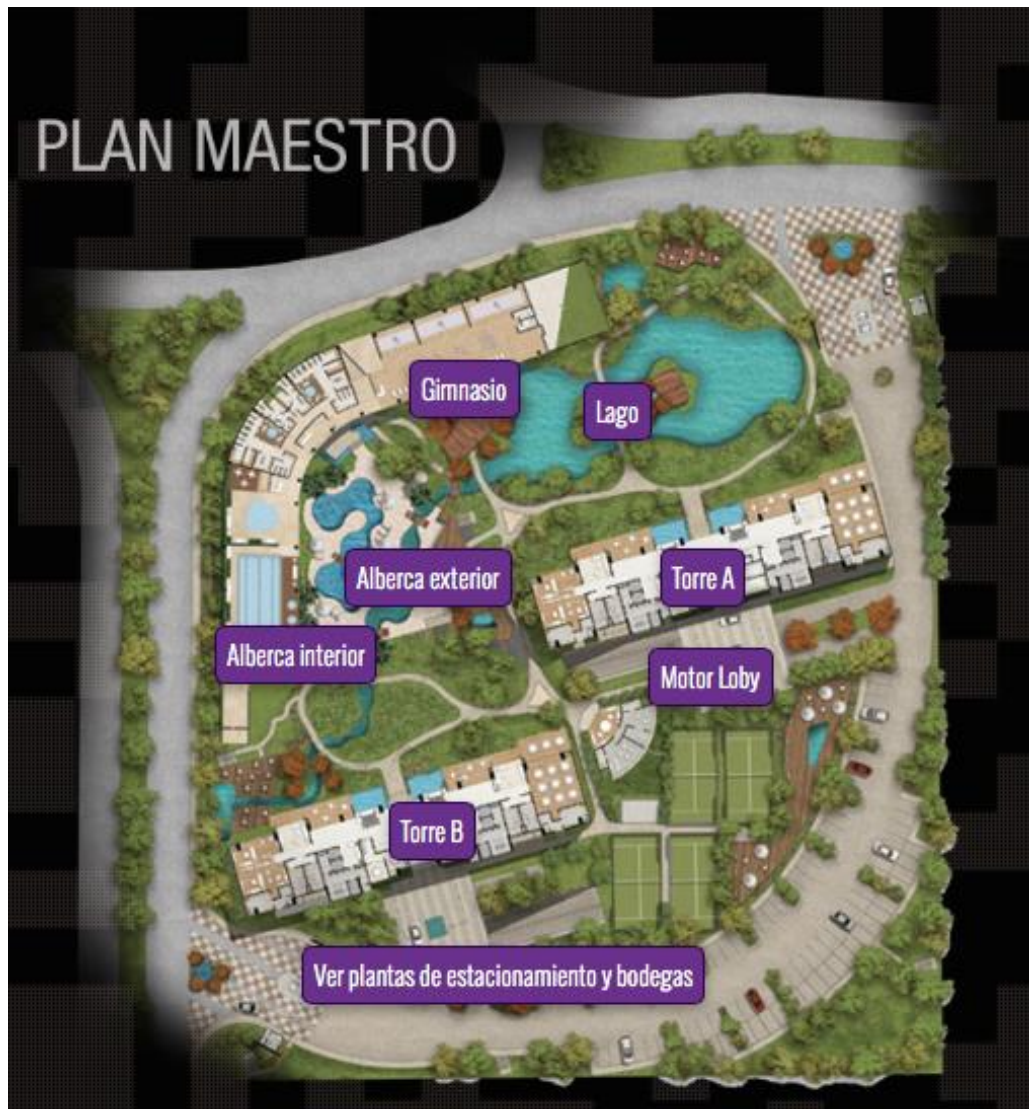 PLAN MAESTRO
Gimnasio
Lago
Alberca exterior
Torre A
Alberca interior
Motor Loby
Torre B
Ver plantas de estacionamiento y bodegas